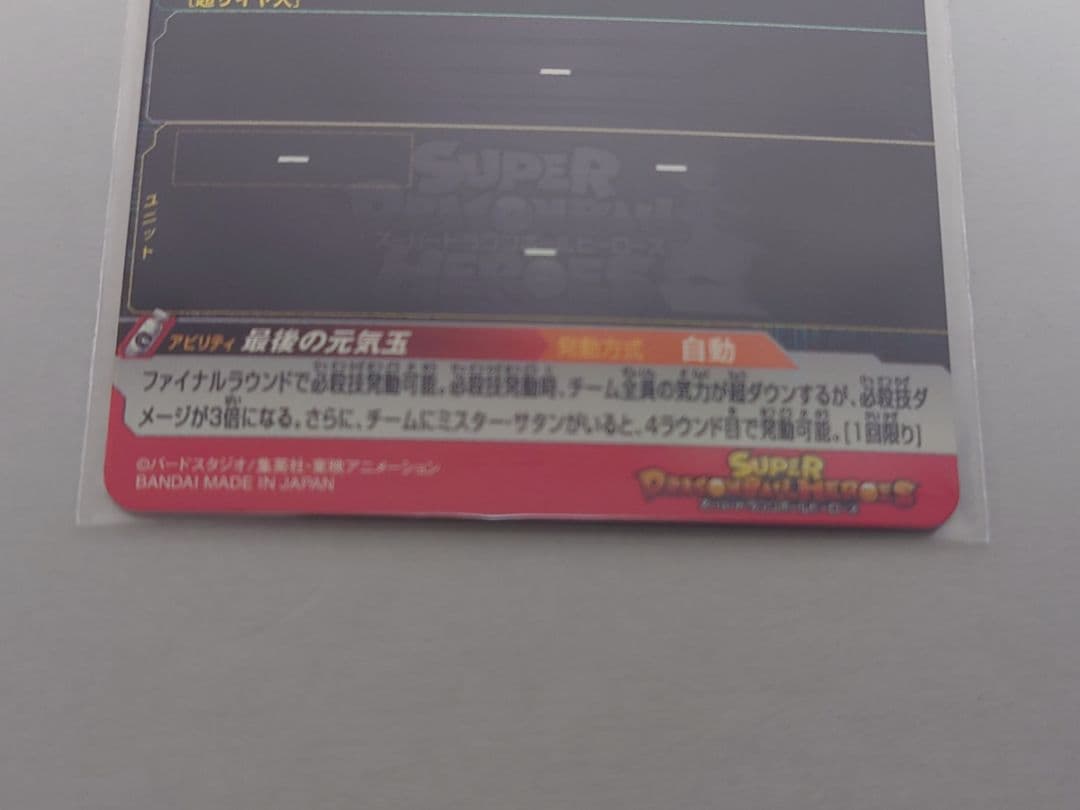 [超サイヤ人]
—
— —
SUPER
DRAGONBALL
スーパードラゴンボールヒーローズ
HEROES
—
ユニット
アビリティ 最後の元気玉 発動方式 自動
ファイナルラウンドで必殺技発動可能。必殺技発動時、チーム全員の気力が超ダウンするが、必殺技ダ
メージが3倍になる。さらに、チームにミスター・サタンがいると、4ラウンド目で発動可能。[1回限り]
©バードスタジオ/集英社・東映アニメーション
BANDAI MADE IN JAPAN
SUPER
DRAGONBALL HEROES
スーパードラゴンボールヒーローズ